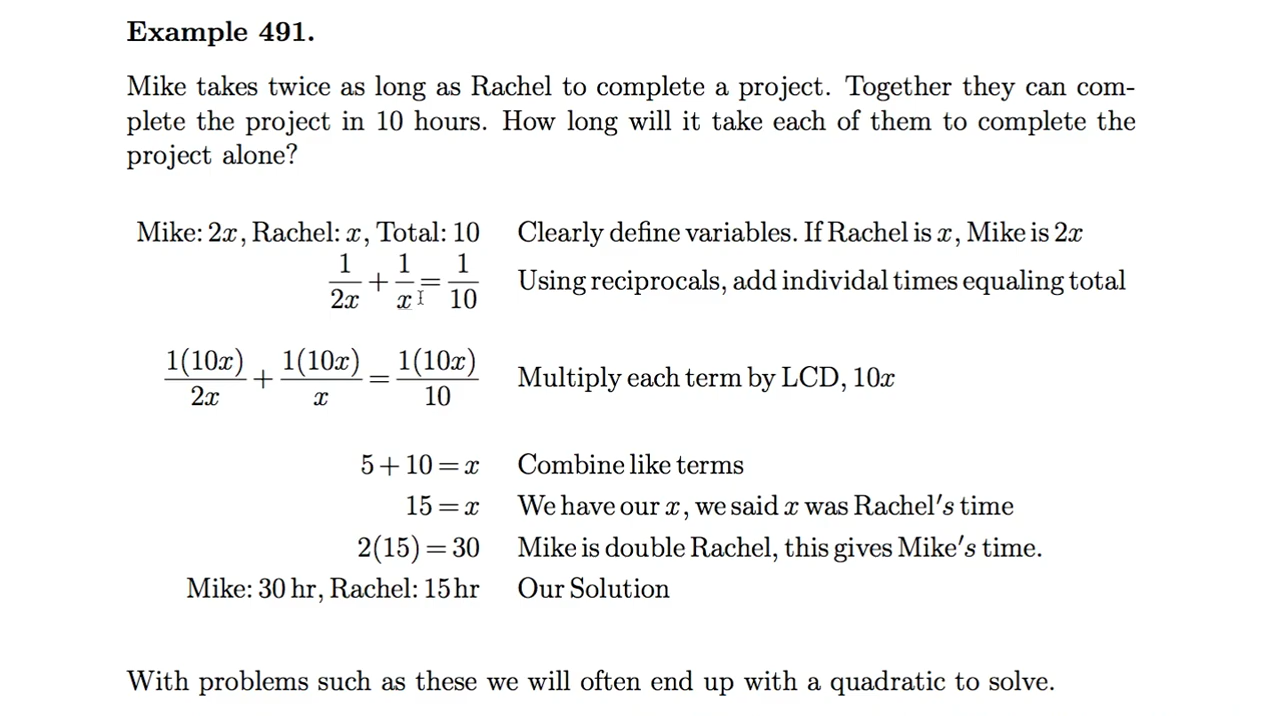 Example 491.
Mike takes twice as long as Rachel to complete a project. Together they can com-
plete the project in 10 hours. How long will it take each of them to complete the
project alone?
Mike: 2x, Rachel: x, Total: 10 Clearly define variables. If Rachel is x, Mike is 2x
1/2x + 1/x = 1/10 Using reciprocals, add individal times equaling total
1(10x)/2x + 1(10x)/x = 1(10x)/10 Multiply each term by LCD, 10x
5 + 10 = x Combine like terms
15 = x We have our x, we said x was Rachel′s time
2(15) = 30 Mike is double Rachel, this gives Mike′s time.
Mike: 30 hr, Rachel: 15hr Our Solution
With problems such as these we will often end up with a quadratic to solve.